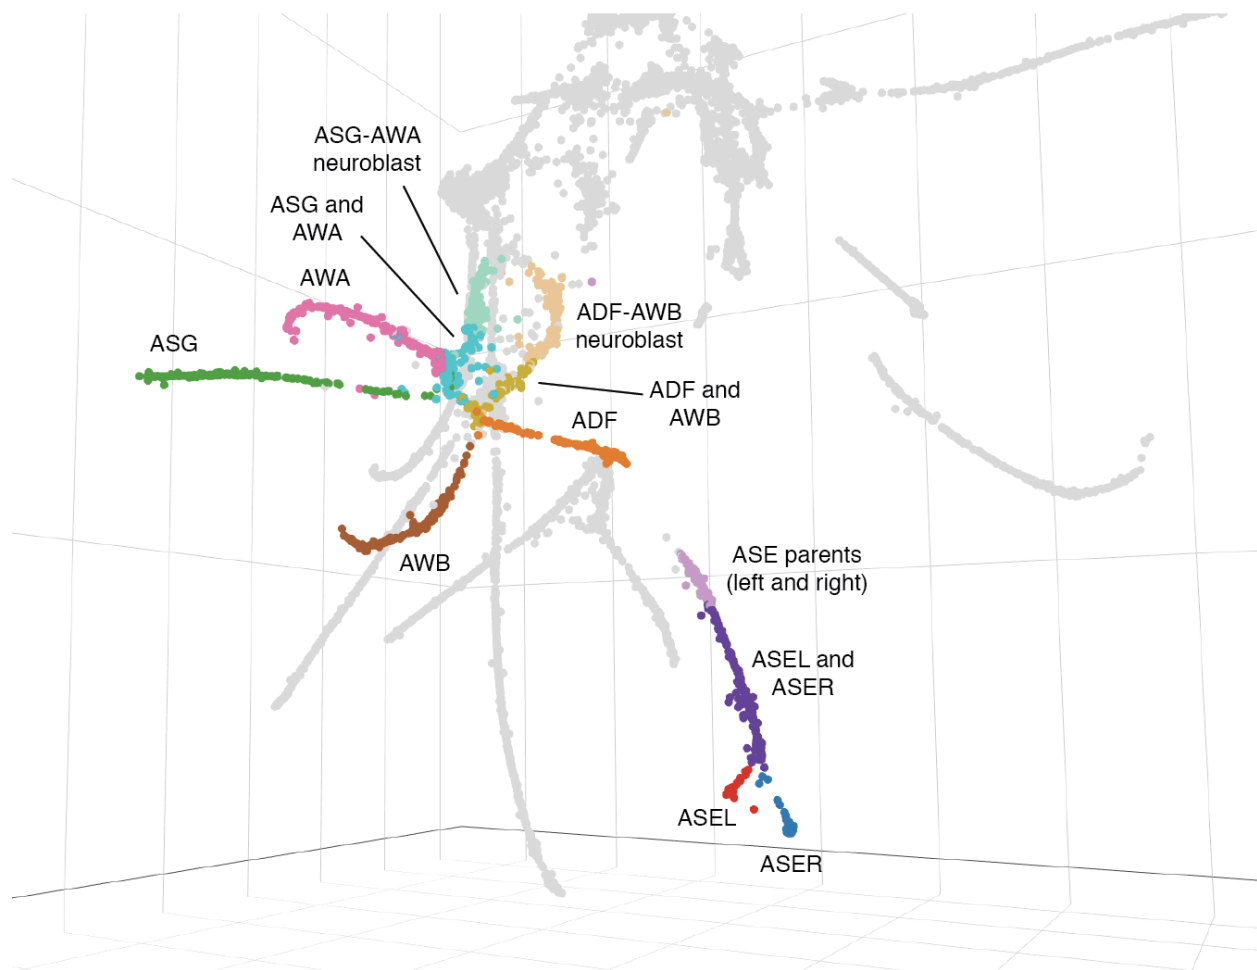 ASG-AWA
neuroblast
ASG and
AWA
AWA
ASG
ADF-AWB
neuroblast
ADF and
AWB
ADF
AWB
ASE parents
(left and right)
ASEL and
ASER
ASEL
ASER